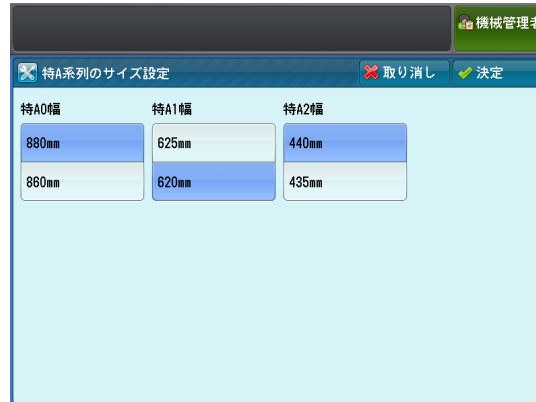 機械管理者
特A系列のサイズ設定 取り消し 決定
特A0幅 特A1幅 特A2幅
880mm 625mm 440mm
860mm 620mm 435mm